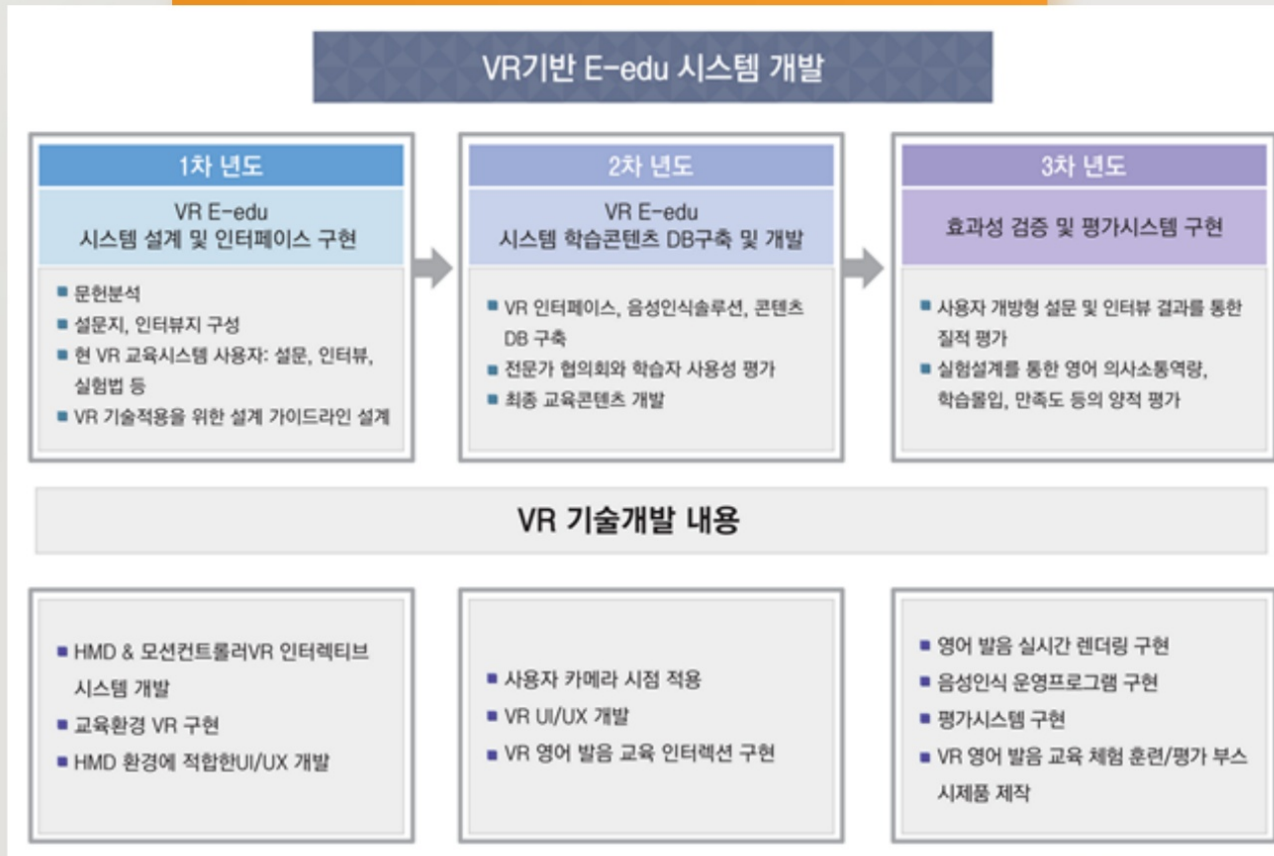 VR기반 E-edu 시스템 개발
1차 년도
VR E-edu
시스템 설계 및 인터페이스 구현
■ 문헌분석
■ 설문지, 인터뷰지 구성
■ 현 VR 교육시스템 사용자: 설문, 인터뷰,
실험법 등
■ VR 기술적용을 위한 설계 가이드라인 설계
2차 년도
VR E-edu
시스템 학습콘텐츠 DB구축 및 개발
■ VR 인터페이스, 음성인식솔루션, 콘텐츠
DB 구축
■ 전문가 협의회와 학습자 사용성 평가
■ 최종 교육콘텐츠 개발
3차 년도
효과성 검증 및 평가시스템 구현
■ 사용자 개방형 설문 및 인터뷰 결과를 통한
질적 평가
■ 실험설계를 통한 영어 의사소통역량,
학습몰입, 만족도 등의 양적 평가
VR 기술개발 내용
■ HMD & 모션컨트롤러VR 인터렉티브
시스템 개발
■ 교육환경 VR 구현
■ HMD 환경에 적합한UI/UX 개발
■ 사용자 카메라 시점 적용
■ VR UI/UX 개발
■ VR 영어 발음 교육 인터렉션 구현
■ 영어 발음 실시간 렌더링 구현
■ 음성인식 운영프로그램 구현
■ 평가시스템 구현
■ VR 영어 발음 교육 체험 훈련/평가 부스
시제품 제작